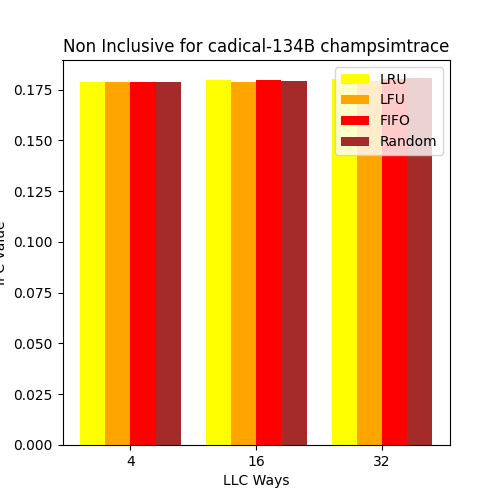 Non Inclusive for cadical-134B champsimtrace
LRU
LFU
FIFO
Random
0.175
0.150
0.125
0.100
0.075
0.050
0.025
0.000
4 16 32
LLC Ways